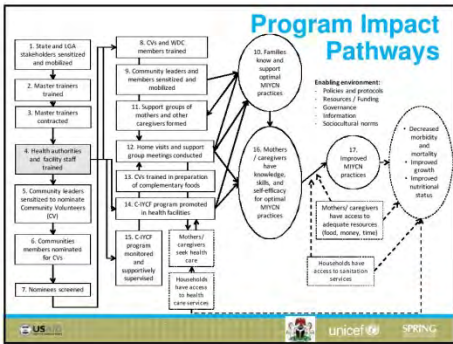 Program Impact
Pathways
1. State and LGA
stakeholders sensitized
and mobilized
2. Master trainers
trained
3. Master trainers
contracted
4. Health authorities
and facility staff
trained
5. Community leaders
sensitized to nominate
Community Volunteers
(CV)
6. Communities
members nominated
for CVs
7. Nominees screened
8. CVs and WDC
members trained
9. Community leaders and
members sensitized and
mobilized
11. Support groups of
mothers and other
caregivers formed
12. Home visits and support
group meetings conducted
13. CVs trained in preparation
of complementary foods
14. C-IYCF program promoted
in health facilities
15. C-IYCF
program
monitored
and
supportively
supervised
Mothers/
caregivers
seek health
care
Households
have access to
health care
services
10. Families
know and
support
optimal
MIYCN
practices
16. Mothers
/ caregivers
have
knowledge,
skills, and
self-efficacy
for optimal
MIYCN
practices
Enabling environment:
- Policies and protocols
- Resources / Funding
- Governance
- Information
- Sociocultural norms
17.
Improved
MIYCN
practices
Mothers/ caregivers
have access to
adequate resources
(food, money, time)
Households have
access to sanitation
services
• Decreased
morbidity
and
mortality
• Improved
growth
• Improved
nutritional
status
USAID
unicef
SPRING